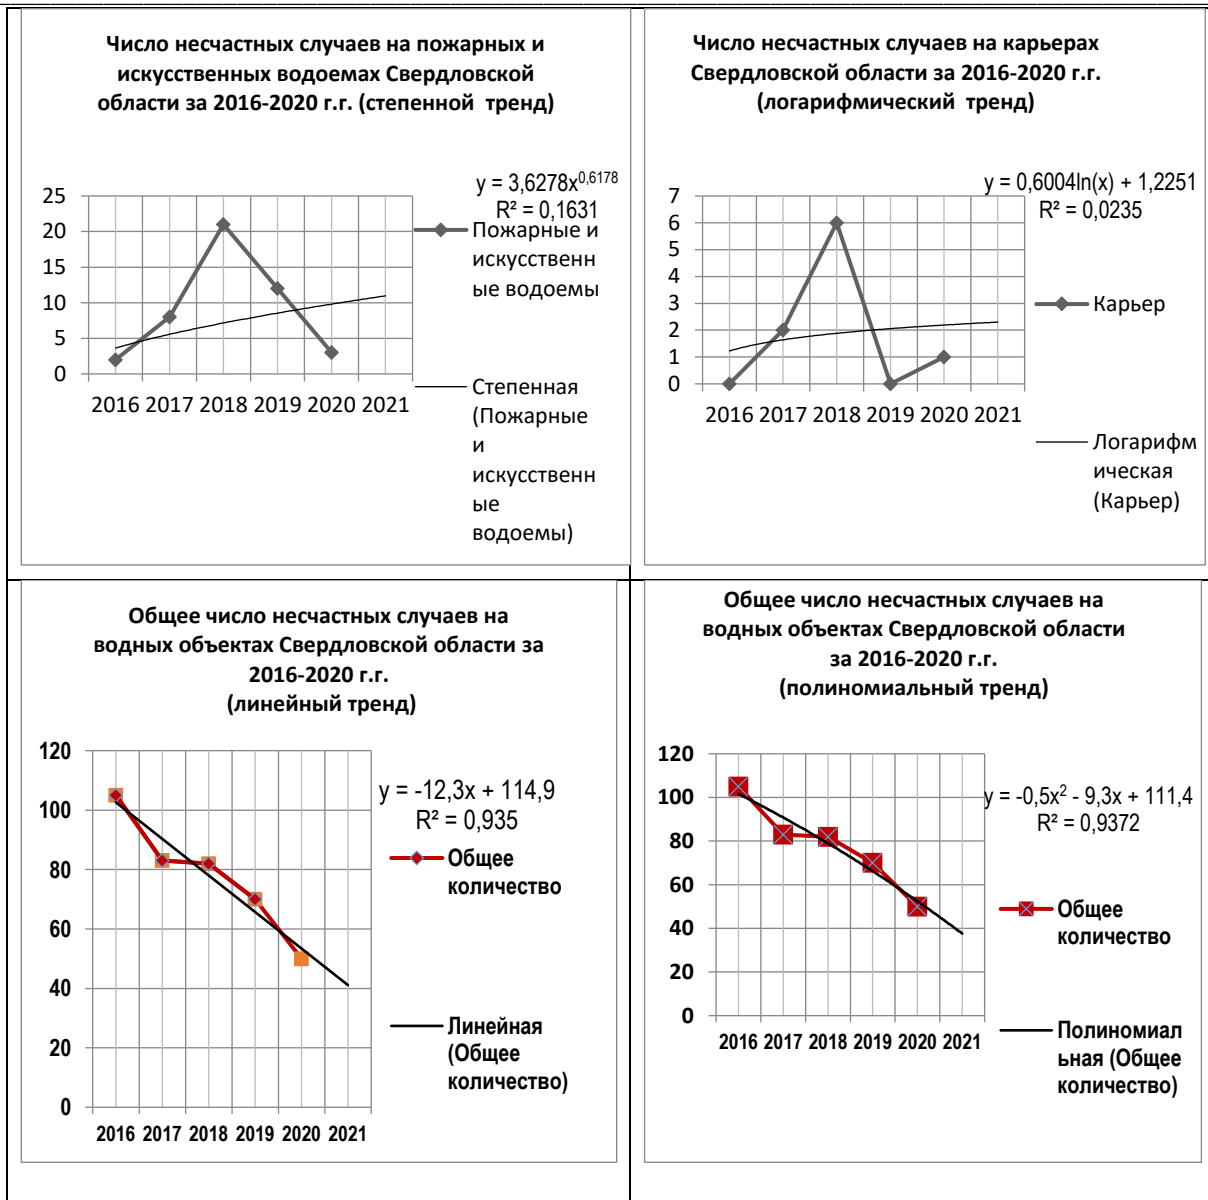 Число несчастных случаев на пожарных и
искусственных водоемах Свердловской
области за 2016-2020 г.г. (степенной тренд)
y = 3,6278x^0,6178
R² = 0,1631
25
20
15
10
5
0
2016 2017 2018 2019 2020 2021
Пожарные и
искусственн
ые водоемы
Степенная
(Пожарные
и
искусственн
ые
водоемы)
Число несчастных случаев на карьерах
Свердловской области за 2016-2020 г.г.
(логарифмический тренд)
y = 0,6004ln(x) + 1,2251
R² = 0,0235
7
6
5
4
3
2
1
0
2016 2017 2018 2019 2020 2021
Карьер
Логарифм
ическая
(Карьер)
Общее число несчастных случаев на
водных объектах Свердловской области за
2016-2020 г.г.
(линейный тренд)
120
100
80
60
40
20
0
2016 2017 2018 2019 2020 2021
y = -12,3x + 114,9
R² = 0,935
Общее
количество
Линейная
(Общее
количество)
Общее число несчастных случаев на
водных объектах Свердловской области
за 2016-2020 г.г.
(полиномиальный тренд)
120
100
80
60
40
20
0
2016 2017 2018 2019 2020 2021
y = -0,5x² - 9,3x + 111,4
R² = 0,9372
Общее
количество
Полиномиал
ьная (Общее
количество)